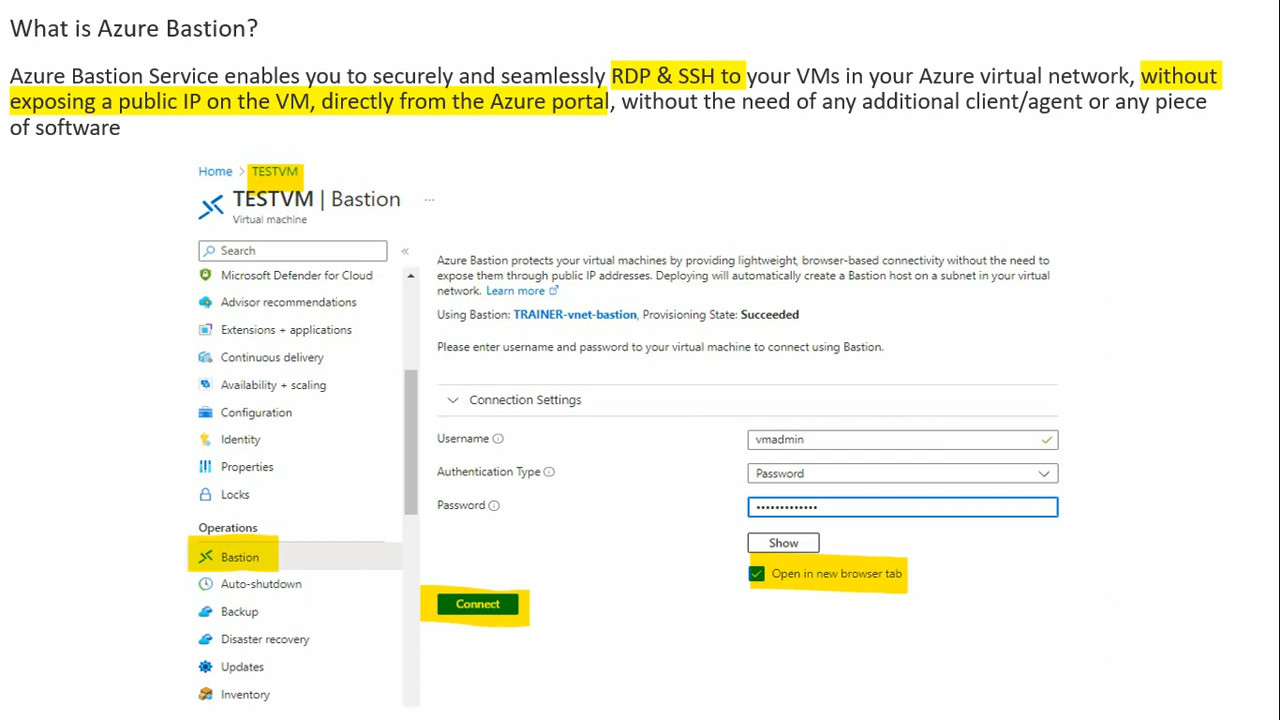 What is Azure Bastion?
Azure Bastion Service enables you to securely and seamlessly RDP & SSH to your VMs in your Azure virtual network, without
exposing a public IP on the VM, directly from the Azure portal, without the need of any additional client/agent or any piece
of software
Home > TESTVM
TESTVM | Bastion ...
Virtual machine
Search «
Microsoft Defender for Cloud
Advisor recommendations
Extensions + applications
Continuous delivery
Availability + scaling
Configuration
Identity
Properties
Locks
Operations
Bastion
Auto-shutdown
Backup
Disaster recovery
Updates
Inventory
Azure Bastion protects your virtual machines by providing lightweight, browser-based connectivity without the need to
expose them through public IP addresses. Deploying will automatically create a Bastion host on a subnet in your virtual
network. Learn more
Using Bastion: TRAINER-vnet-bastion, Provisioning State: Succeeded
Please enter username and password to your virtual machine to connect using Bastion.
Connection Settings
Username vmadmin
Authentication Type Password
Password •••••••••••••
Show
Open in new browser tab
Connect